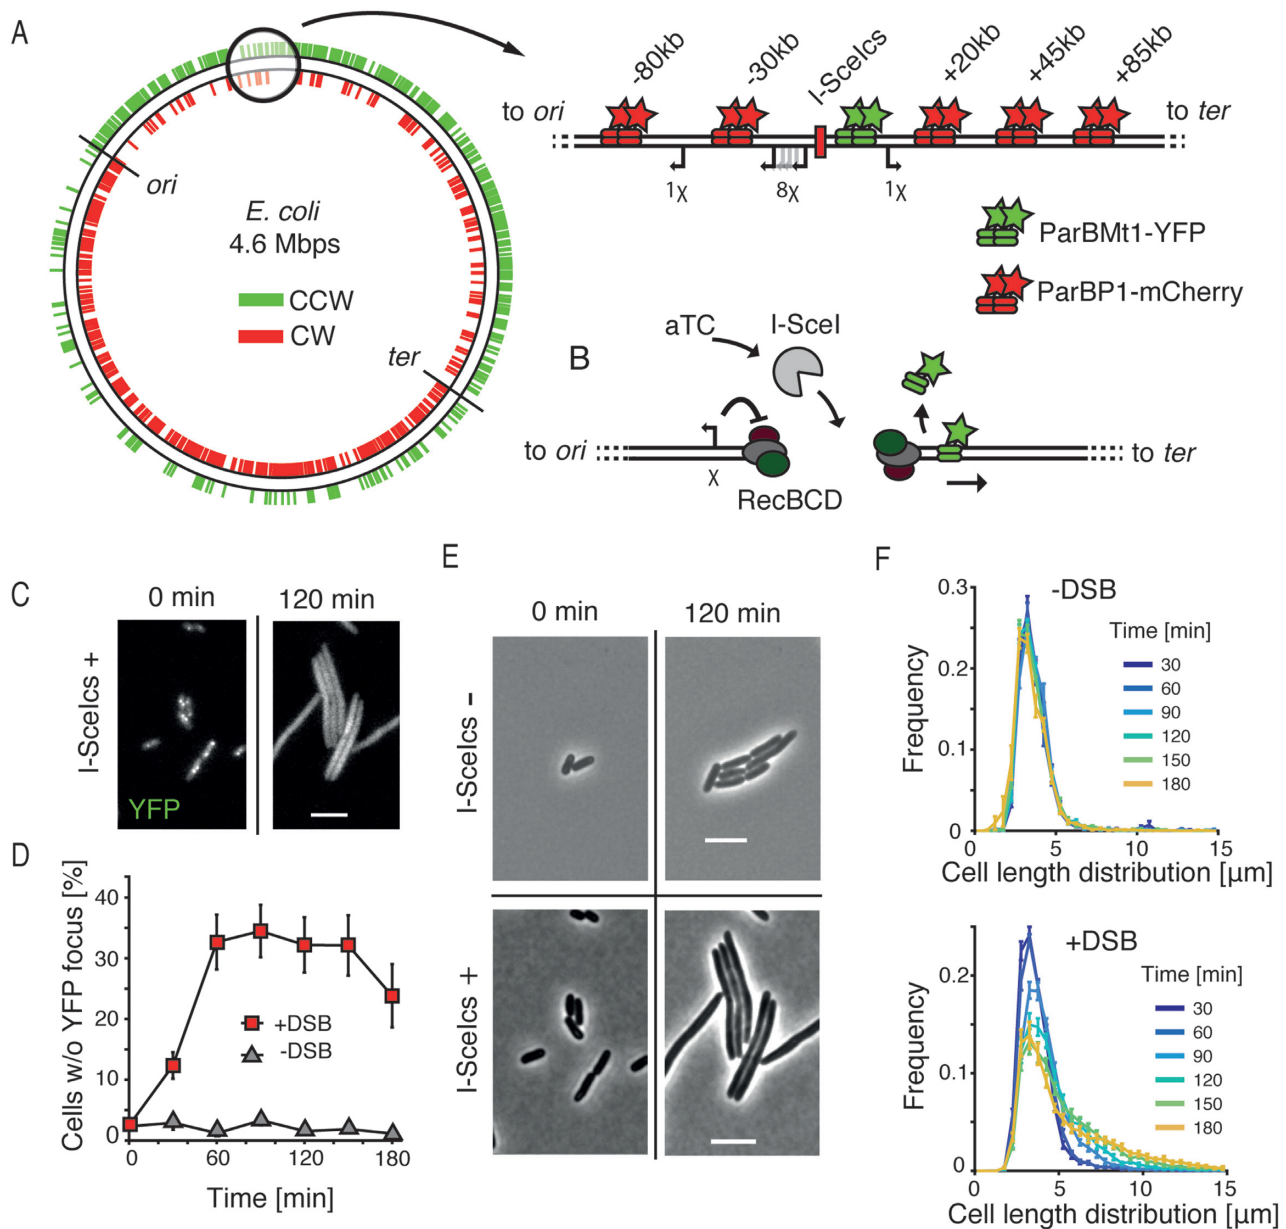 A
-80kb
-30kb
I-SceIcs
+20kb
+45kb
+85kb
to ori
to ter
1χ
8χ
1χ
ori
E. coli
4.6 Mbps
CCW
CW
ter
ParBMt1-YFP
ParBP1-mCherry
B
aTC
I-SceI
to ori
to ter
χ
RecBCD
C
0 min
120 min
I-SceIcs +
YFP
D
Cells w/o YFP focus [%]
40
30
20
10
0
+DSB
-DSB
0
60
120
180
Time [min]
E
0 min
120 min
I-SceIcs -
I-SceIcs +
F
-DSB
Frequency
0.3
0.2
0.1
0
Time [min]
30
60
90
120
150
180
0
5
10
15
Cell length distribution [µm]
+DSB
Frequency
0.2
0.1
0
Time [min]
30
60
90
120
150
180
0
5
10
15
Cell length distribution [µm]